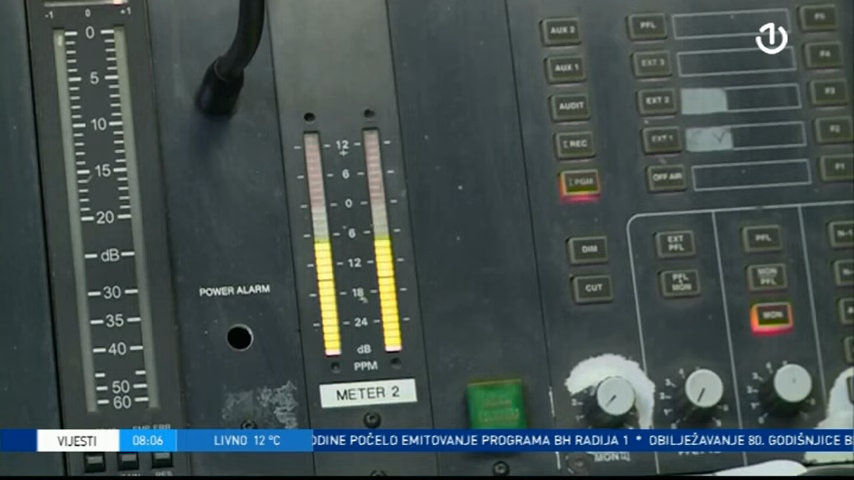 -1 0 +1
0
5
10
15
20
dB
30
35
40
50
60
POWER ALARM
12
+
6
0
6
12
18
24
dB
PPM
METER 2
AUX 2
AUX 1
AUDIT
REC
PGM
DIM
CUT
PFL
EXT 3
EXT 2
EXT 1
OFF AIR
EXT PFL
PFL MON
PFL
MON PFL
MON
F4
F3
F2
F1
1
VIJESTI
08:06
LIVNO 12 °C
ODINE POČELO EMITOVANJE PROGRAMA BH RADIJA 1 * OBILJEŽAVANJE 80. GODIŠNJICE B